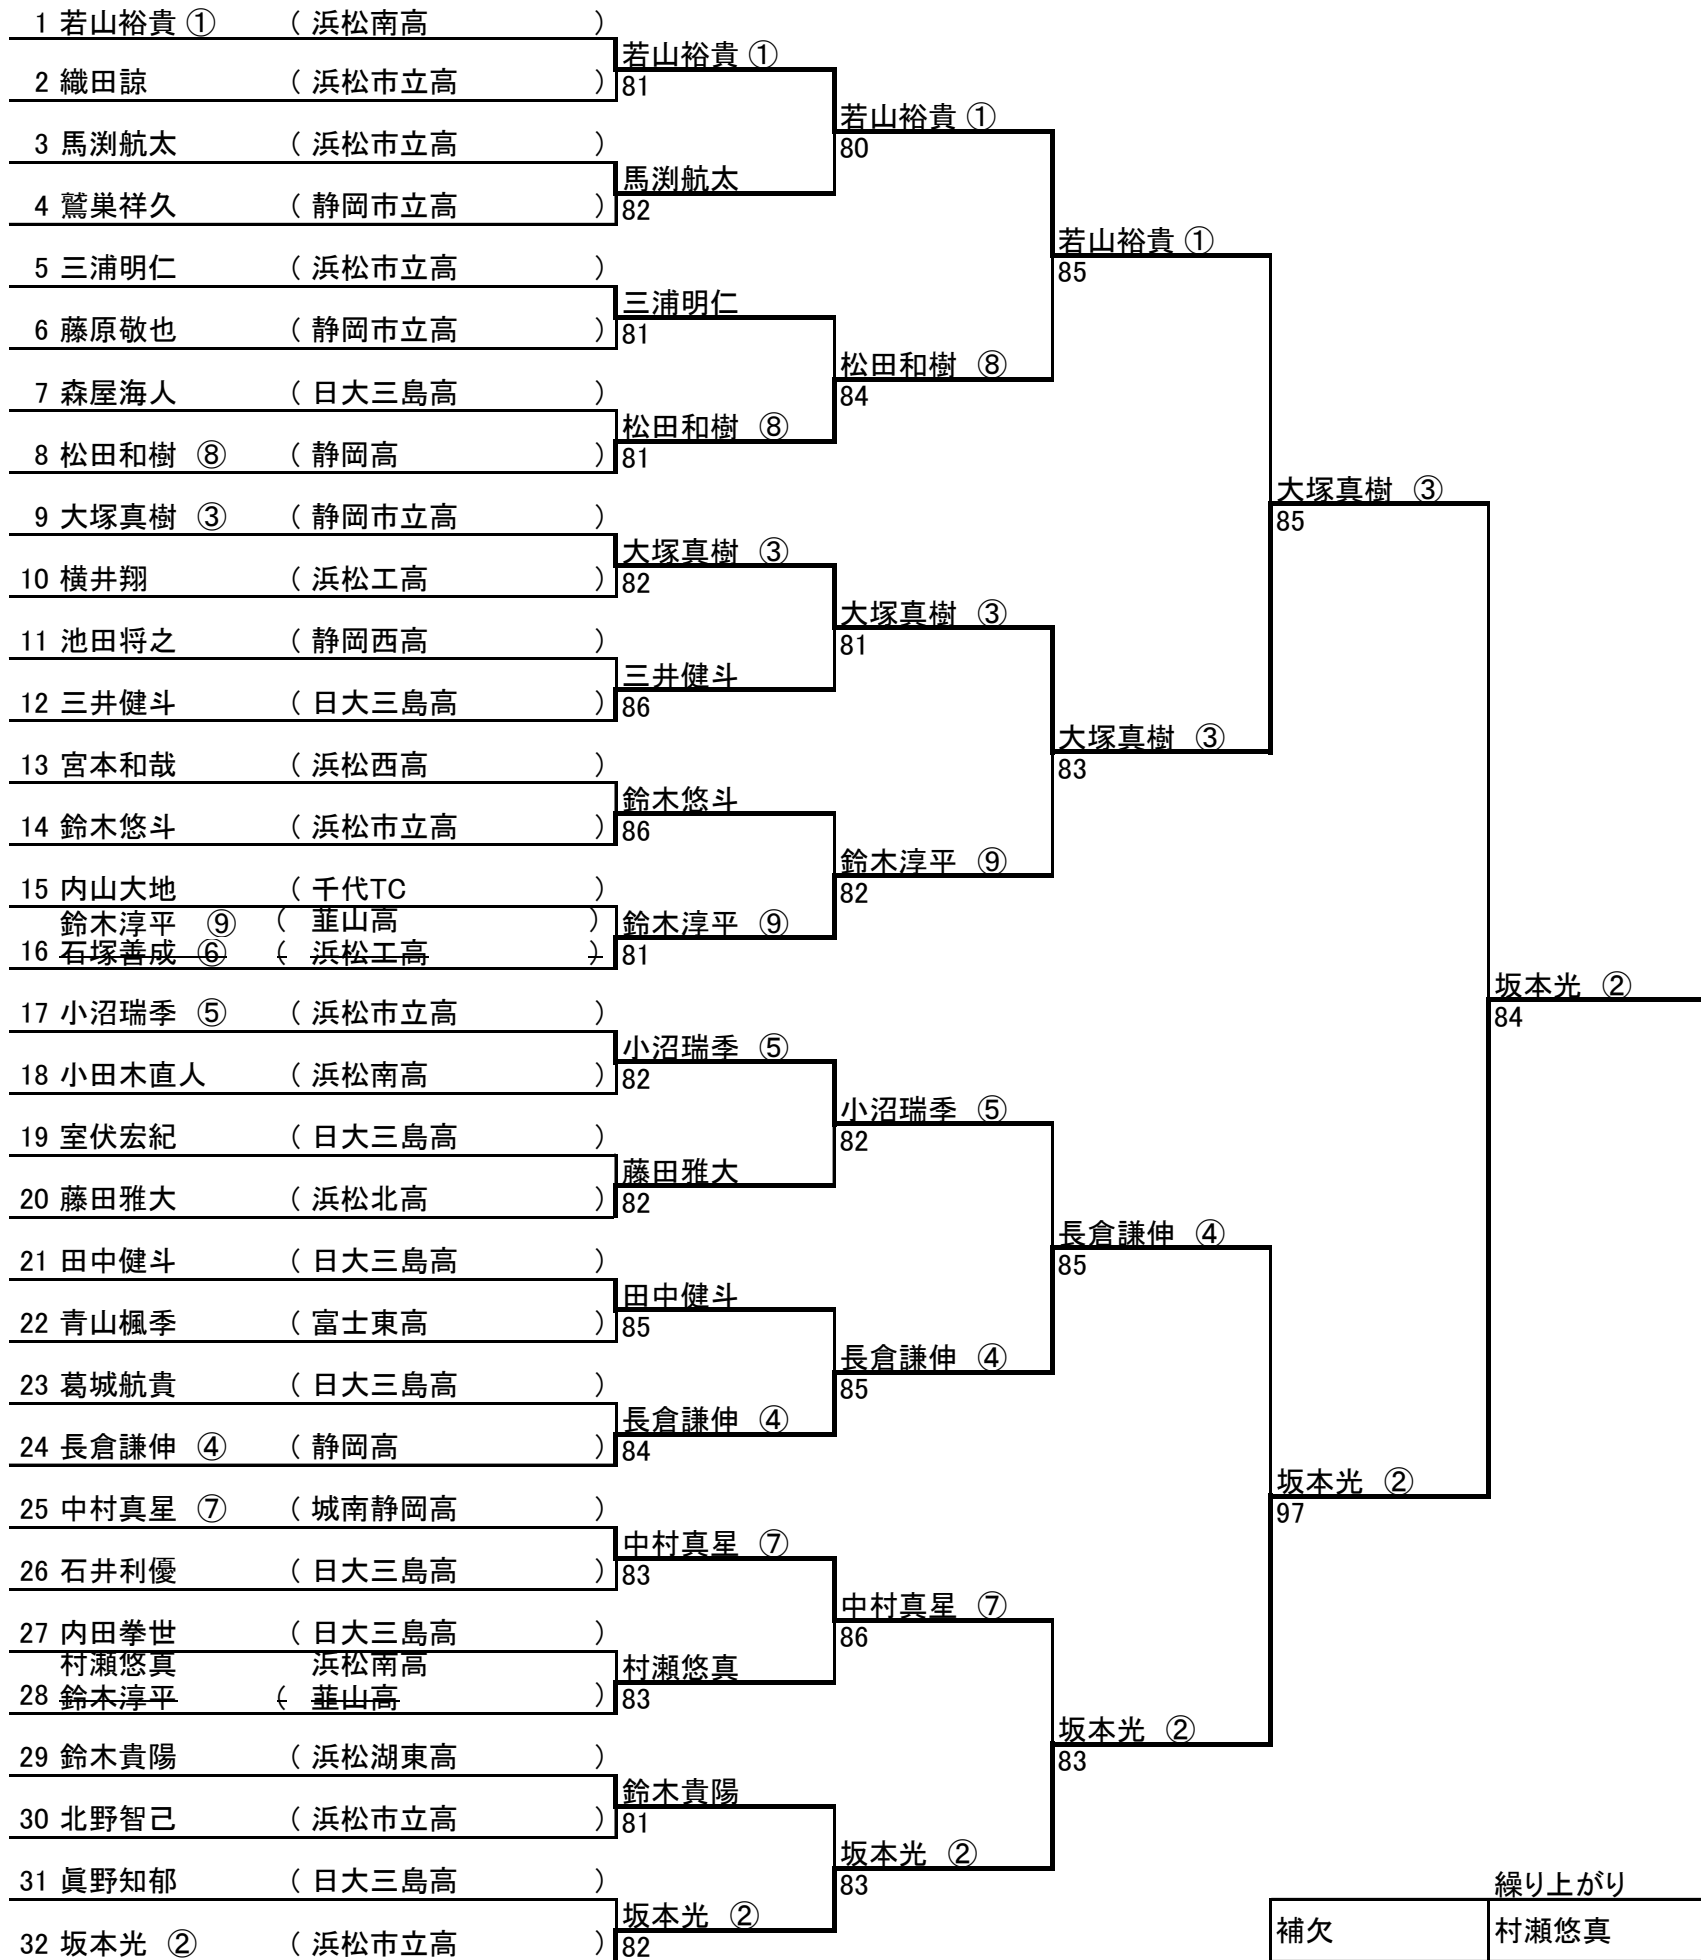 1 若山裕貴 ① ( 浜松南高 )
若山裕貴 ①
2 織田諒 ( 浜松市立高 ) 81
若山裕貴 ①
3 馬渕航太 ( 浜松市立高 ) 80
馬渕航太
4 鷲巣祥久 ( 静岡市立高 ) 82
若山裕貴 ①
5 三浦明仁 ( 浜松市立高 ) 85
三浦明仁
6 藤原敬也 ( 静岡市立高 ) 81
松田和樹 ⑧
7 森屋海人 ( 日大三島高 ) 84
松田和樹 ⑧
8 松田和樹 ⑧ ( 静岡高 ) 81
大塚真樹 ③
9 大塚真樹 ③ ( 静岡市立高 ) 85
大塚真樹 ③
10 横井翔 ( 浜松工高 ) 82
大塚真樹 ③
11 池田将之 ( 静岡西高 ) 81
三井健斗
12 三井健斗 ( 日大三島高 ) 86
大塚真樹 ③
13 宮本和哉 ( 浜松西高 ) 83
鈴木悠斗
14 鈴木悠斗 ( 浜松市立高 ) 86
鈴木淳平 ⑨
15 内山大地 ( 千代TC ) 82
鈴木淳平 ⑨ ( 韮山高 ) 鈴木淳平 ⑨
16 石塚善成 ⑥ ( 浜松工高 ) 81
坂本光 ②
17 小沼瑞季 ⑤ ( 浜松市立高 ) 84
小沼瑞季 ⑤
18 小田木直人 ( 浜松南高 ) 82
小沼瑞季 ⑤
19 室伏宏紀 ( 日大三島高 ) 82
藤田雅大
20 藤田雅大 ( 浜松北高 ) 82
長倉謙伸 ④
21 田中健斗 ( 日大三島高 ) 85
田中健斗
22 青山楓季 ( 富士東高 ) 85
長倉謙伸 ④
23 葛城航貴 ( 日大三島高 ) 85
長倉謙伸 ④
24 長倉謙伸 ④ ( 静岡高 ) 84
坂本光 ②
25 中村真星 ⑦ ( 城南静岡高 ) 97
中村真星 ⑦
26 石井利優 ( 日大三島高 ) 83
中村真星 ⑦
27 内田拳世 ( 日大三島高 ) 86
村瀬悠真 浜松南高 村瀬悠真
28 鈴木淳平 ( 韮山高 ) 83
坂本光 ②
29 鈴木貴陽 ( 浜松湖東高 ) 83
鈴木貴陽
30 北野智己 ( 浜松市立高 ) 81
坂本光 ②
31 眞野知郁 ( 日大三島高 ) 83 繰り上がり
坂本光 ② 補欠 村瀬悠真
32 坂本光 ② ( 浜松市立高 ) 82